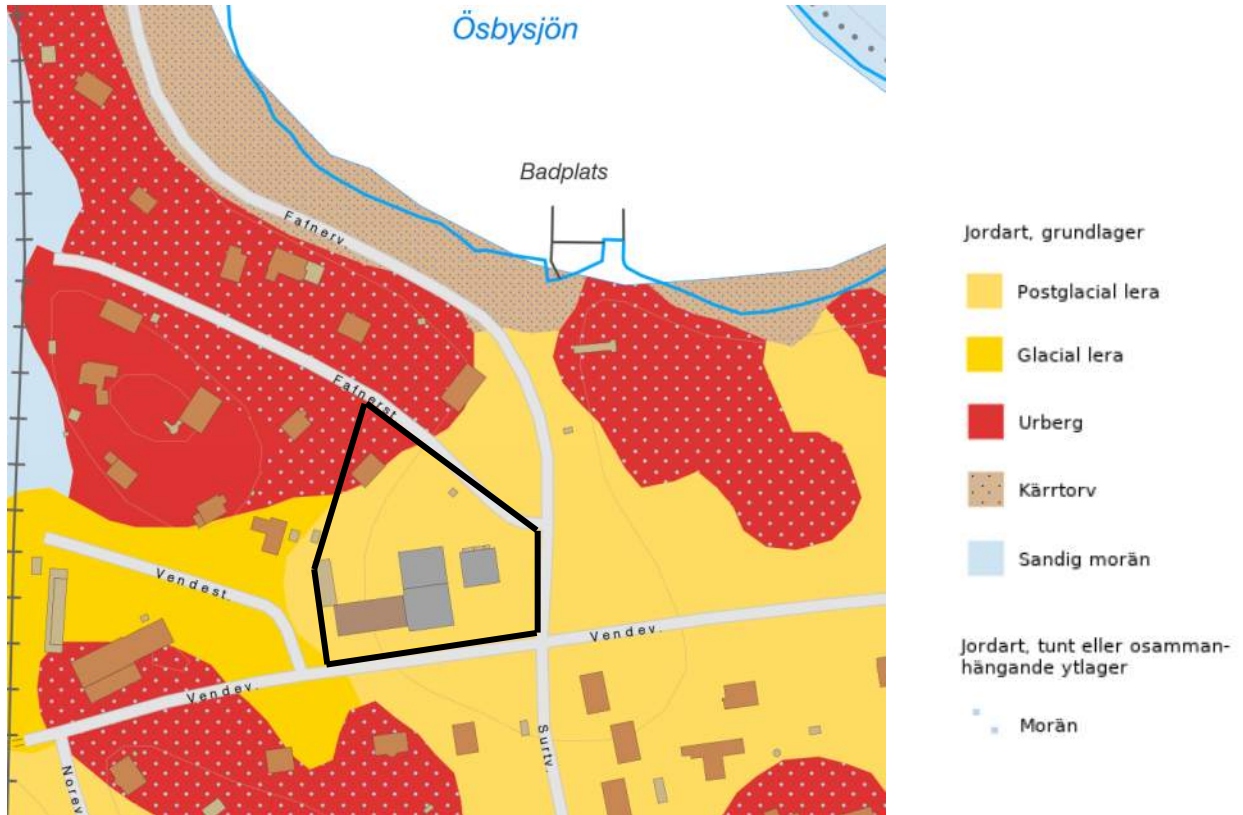 Ösbysjön
Badplats
Fafnerv.
Fafnerst.
Vendest.
Vendev.
Vendev.
Surtv.
Norev.
Jordart, grundlager
Postglacial lera
Glacial lera
Urberg
Kärrtorv
Sandig morän
Jordart, tunt eller osamman-
hängande ytlager
Morän